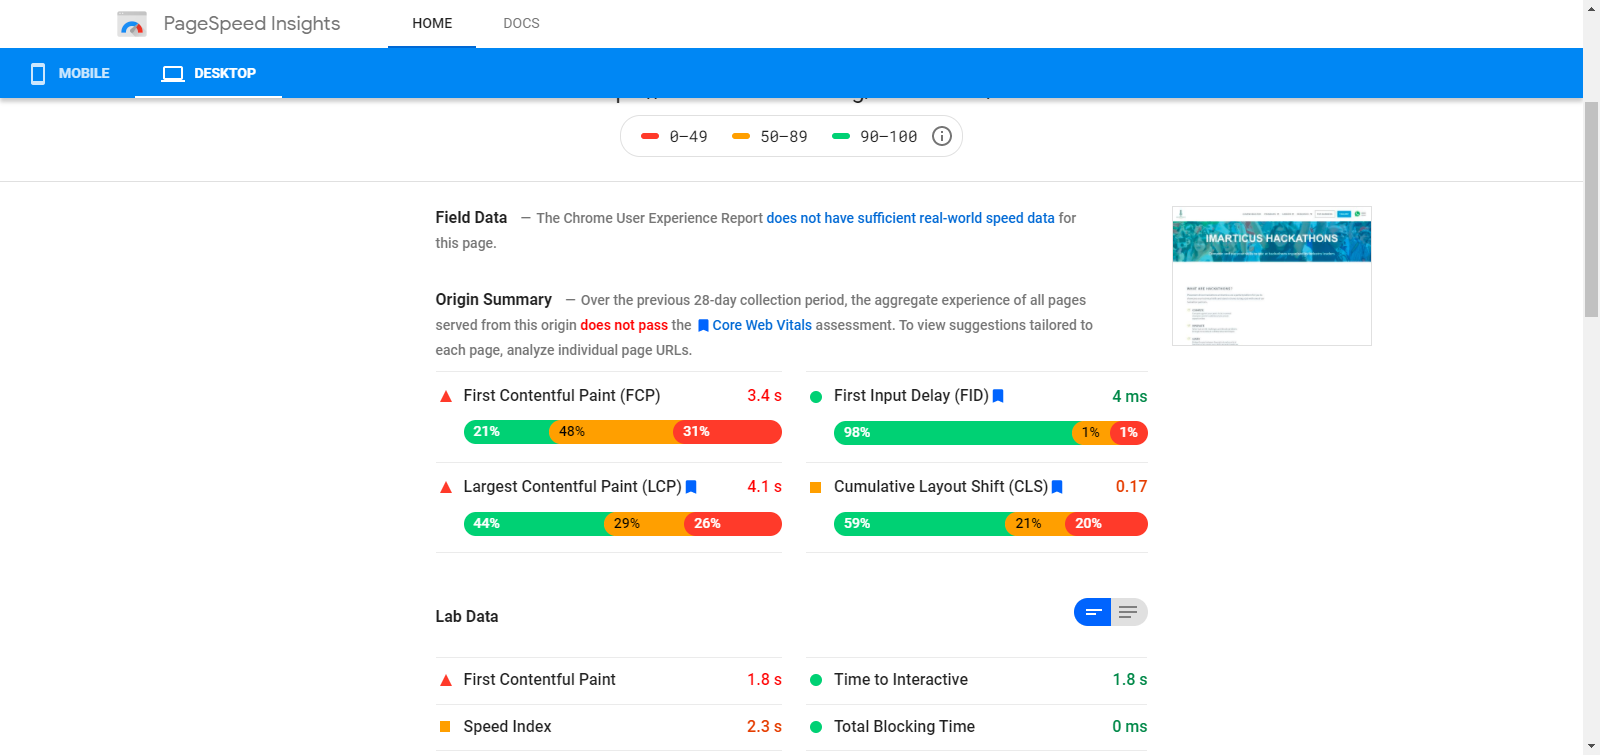 PageSpeed Insights
HOME
DOCS
MOBILE
DESKTOP
0–49
50–89
90–100
Field Data — The Chrome User Experience Report does not have sufficient real-world speed data for
this page.
IMARTICUS HACKATHONS
WHAT ARE HACKATHONS?
Origin Summary — Over the previous 28-day collection period, the aggregate experience of all pages
served from this origin does not pass the Core Web Vitals assessment. To view suggestions tailored to
each page, analyze individual page URLs.
First Contentful Paint (FCP) 3.4 s
21% 48% 31%
First Input Delay (FID) 4 ms
98% 1% 1%
Largest Contentful Paint (LCP) 4.1 s
44% 29% 26%
Cumulative Layout Shift (CLS) 0.17
59% 21% 20%
Lab Data
First Contentful Paint 1.8 s
Time to Interactive 1.8 s
Speed Index 2.3 s
Total Blocking Time 0 ms